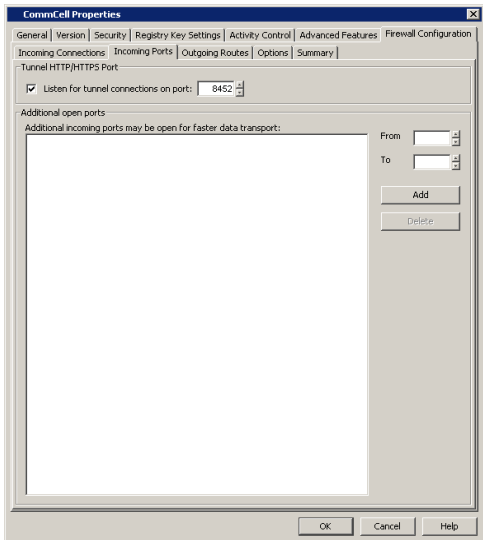 CommCell Properties
General Version Security Registry Key Settings Activity Control Advanced Features Firewall Configuration
Incoming Connections Incoming Ports Outgoing Routes Options Summary
Tunnel HTTP/HTTPS Port
Listen for tunnel connections on port: 8452
Additional open ports
Additional incoming ports may be open for faster data transport:
From
To
Add
Delete
OK Cancel Help